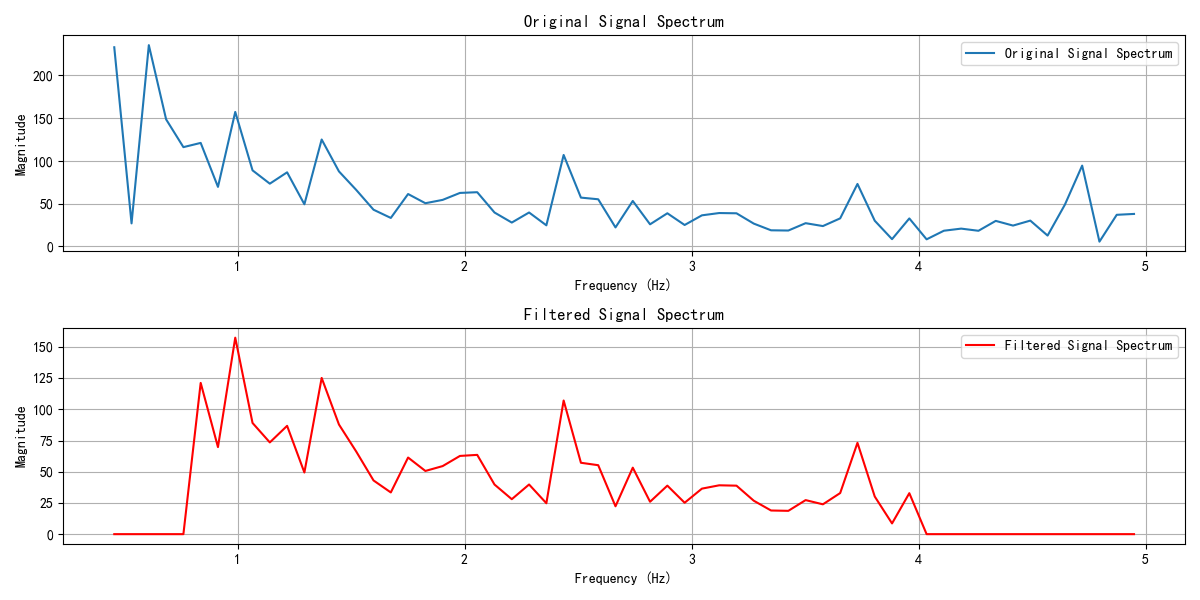 Original Signal Spectrum
Original Signal Spectrum
Magnitude
200
150
100
50
0
1 2 3 4 5
Frequency (Hz)
Filtered Signal Spectrum
Filtered Signal Spectrum
Magnitude
150
125
100
75
50
25
0
1 2 3 4 5
Frequency (Hz)